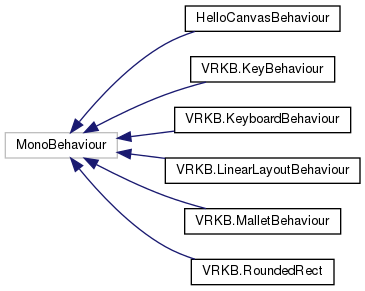 HelloCanvasBehaviour
VRKB.KeyBehaviour
VRKB.KeyboardBehaviour
MonoBehaviour
VRKB.LinearLayoutBehaviour
VRKB.MalletBehaviour
VRKB.RoundedRect